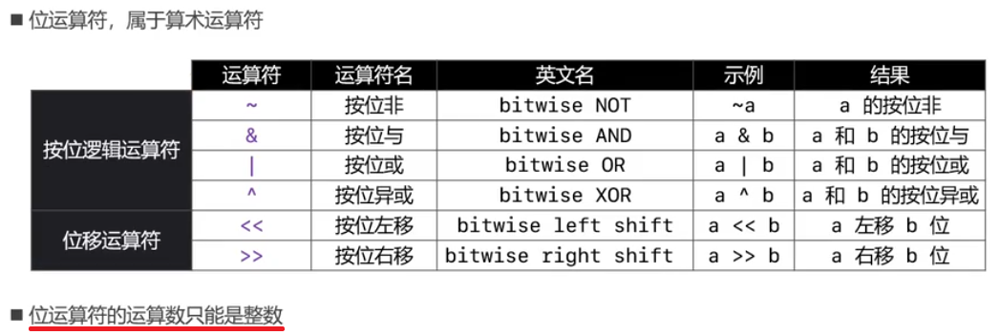 ■ 位运算符，属于算术运算符
运算符 运算符名 英文名 示例 结果
按位逻辑运算符
~ 按位非 bitwise NOT ~a a 的按位非
& 按位与 bitwise AND a & b a 和 b 的按位与
| 按位或 bitwise OR a | b a 和 b 的按位或
^ 按位异或 bitwise XOR a ^ b a 和 b 的按位异或
位移运算符
<< 按位左移 bitwise left shift a << b a 左移 b 位
>> 按位右移 bitwise right shift a >> b a 右移 b 位
■ 位运算符的运算数只能是整数